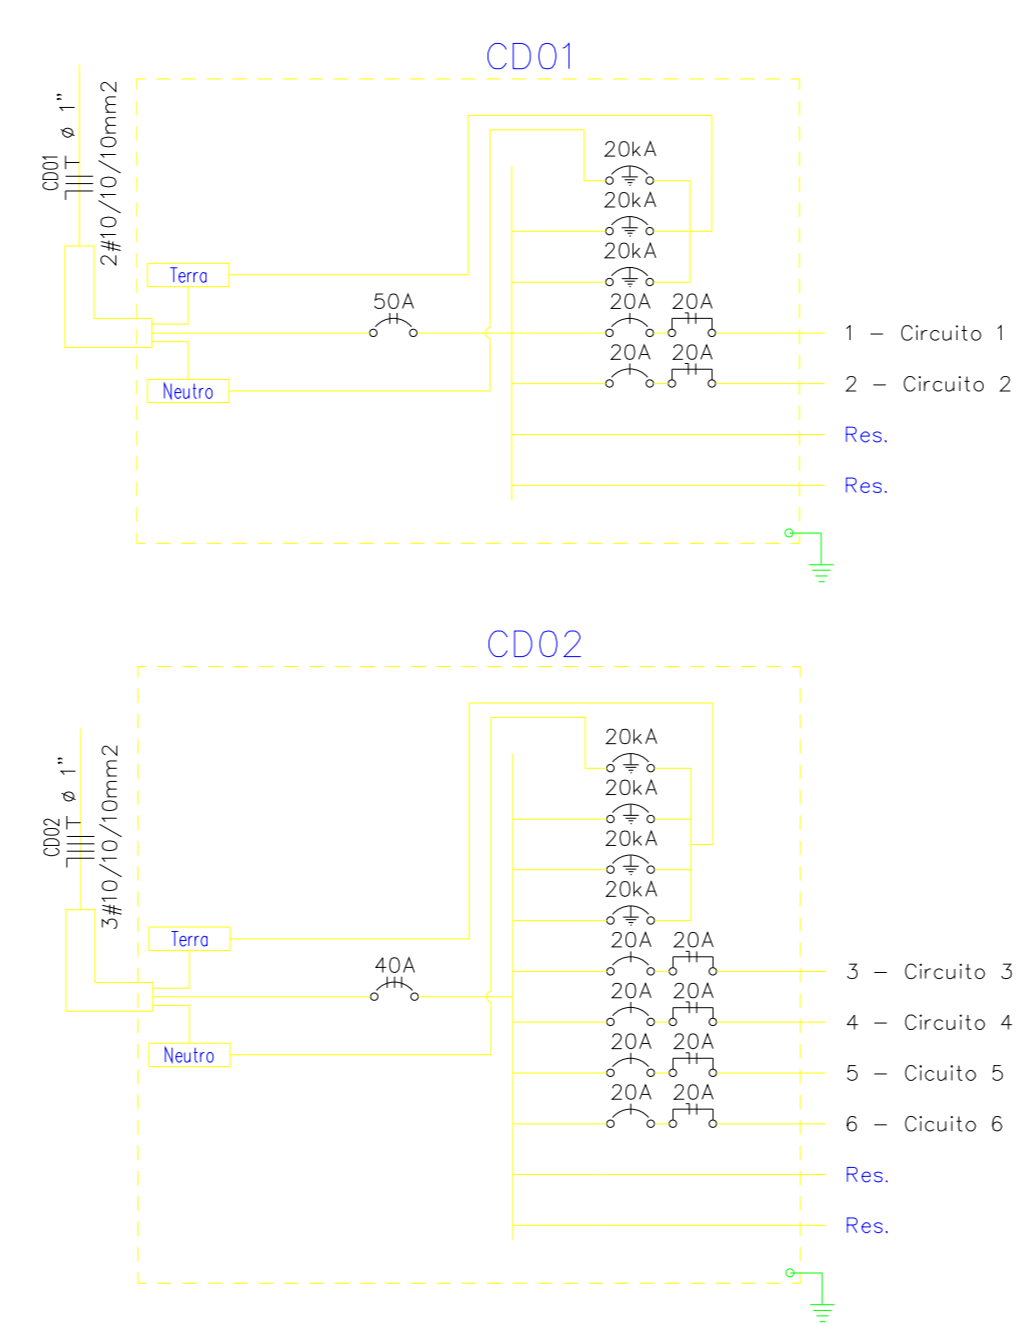 CD01
CD01
T ø 1"
2#10/10/10mm2
20kA
20kA
20kA
Terra
50A
20A 20A
1 - Circuito 1
20A 20A
2 - Circuito 2
Neutro
Res.
Res.
CD02
CD02
T ø 1"
3#10/10/10mm2
20kA
20kA
20kA
20kA
Terra
40A
20A 20A
3 - Circuito 3
20A 20A
4 - Circuito 4
Neutro
20A 20A
5 - Cicuito 5
20A 20A
6 - Cicuito 6
Res.
Res.